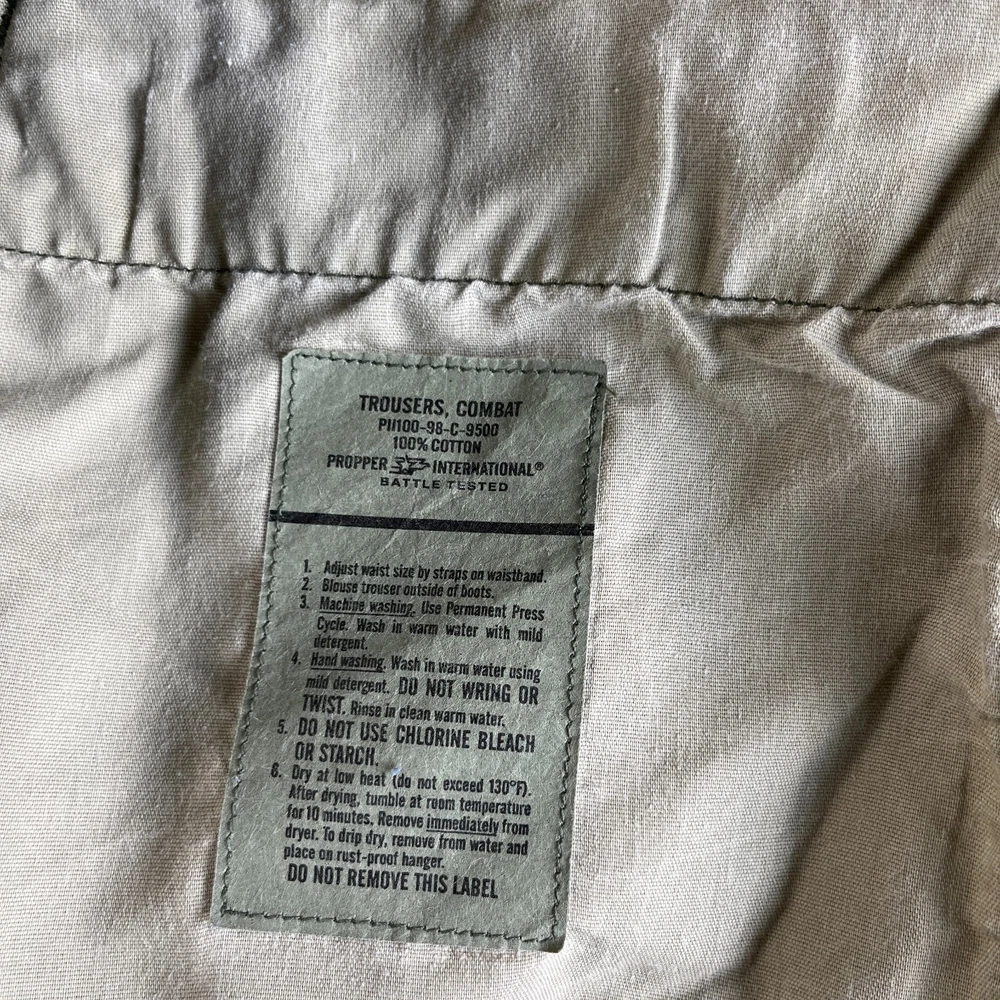 TROUSERS, COMBAT
PII100-98-C-9500
100% COTTON
PROPPER INTERNATIONAL®
BATTLE TESTED
1. Adjust waist size by straps on waistband.
2. Blouse trouser outside of boots.
3. Machine washing. Use Permanent Press
Cycle. Wash in warm water with mild
detergent.
4. Hand washing. Wash in warm water using
mild detergent. DO NOT WRING OR
TWIST. Rinse in clean warm water.
5. DO NOT USE CHLORINE BLEACH
OR STARCH.
6. Dry at low heat (do not exceed 130°F).
After drying, tumble at room temperature
for 10 minutes. Remove immediately from
dryer. To drip dry, remove from water and
place on rust-proof hanger.
DO NOT REMOVE THIS LABEL